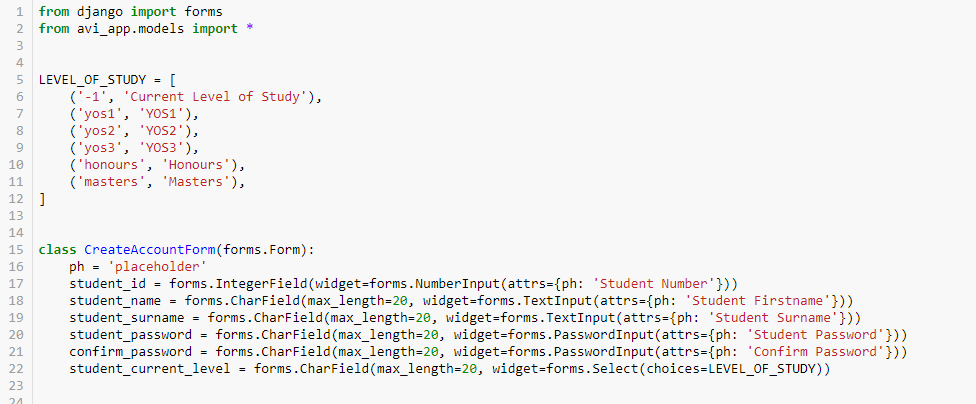 1 from django import forms
2 from avi_app.models import *
3
4
5 LEVEL_OF_STUDY = [
6     ('-1', 'Current Level of Study'),
7     ('yos1', 'YOS1'),
8     ('yos2', 'YOS2'),
9     ('yos3', 'YOS3'),
10     ('honours', 'Honours'),
11     ('masters', 'Masters'),
12 ]
13
14
15 class CreateAccountForm(forms.Form):
16     ph = 'placeholder'
17     student_id = forms.IntegerField(widget=forms.NumberInput(attrs={ph: 'Student Number'}))
18     student_name = forms.CharField(max_length=20, widget=forms.TextInput(attrs={ph: 'Student Firstname'}))
19     student_surname = forms.CharField(max_length=20, widget=forms.TextInput(attrs={ph: 'Student Surname'}))
20     student_password = forms.CharField(max_length=20, widget=forms.PasswordInput(attrs={ph: 'Student Password'}))
21     confirm_password = forms.CharField(max_length=20, widget=forms.PasswordInput(attrs={ph: 'Confirm Password'}))
22     student_current_level = forms.CharField(max_length=20, widget=forms.Select(choices=LEVEL_OF_STUDY))
23
24